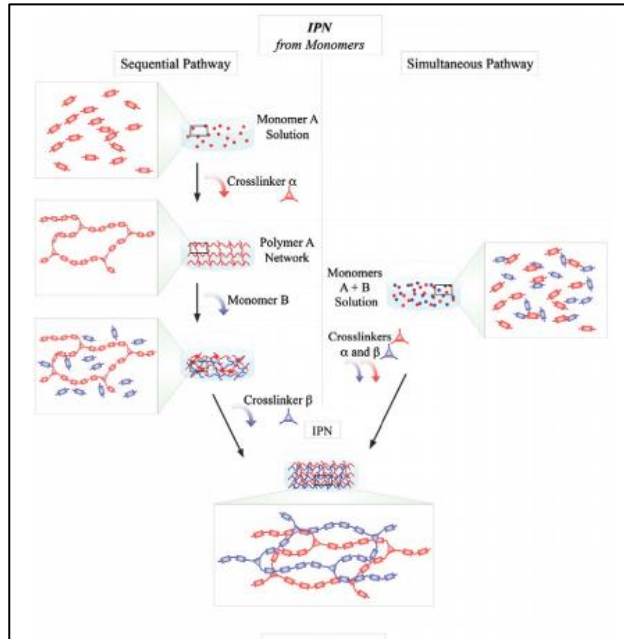 IPN
from Monomers
Sequential Pathway
Simultaneous Pathway
Monomer A
Solution
Crosslinker α
Polymer A
Network
Monomer B
Crosslinker β
Monomers
A + B
Solution
Crosslinkers
α and β
IPN